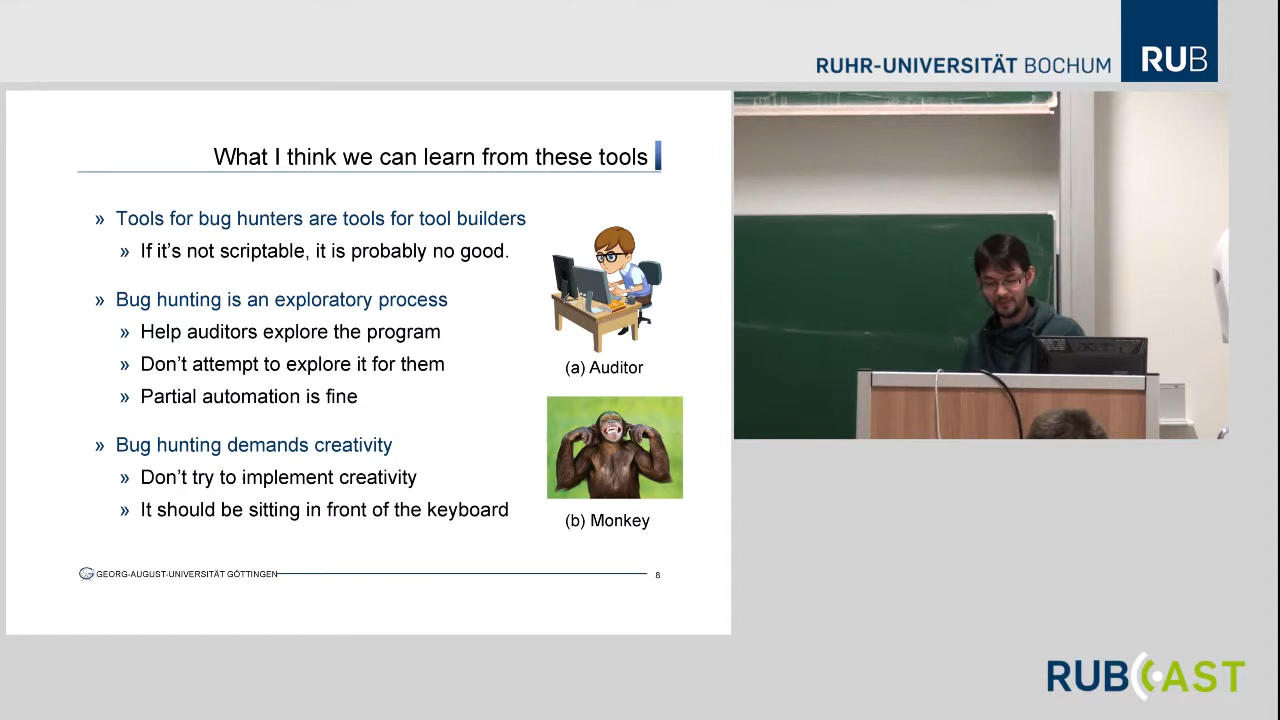 RUHR-UNIVERSITÄT BOCHUM
RUB
What I think we can learn from these tools
» Tools for bug hunters are tools for tool builders
» If it's not scriptable, it is probably no good.
» Bug hunting is an exploratory process
» Help auditors explore the program
» Don't attempt to explore it for them
» Partial automation is fine
(a) Auditor
» Bug hunting demands creativity
» Don't try to implement creativity
» It should be sitting in front of the keyboard
(b) Monkey
GEORG-AUGUST-UNIVERSITÄT GÖTTINGEN
8
RUBCAST